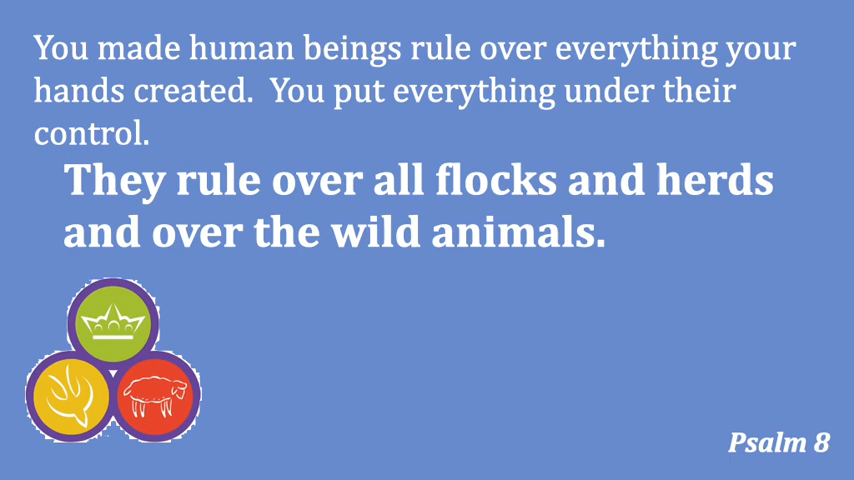 You made human beings rule over everything your
hands created.  You put everything under their
control.
They rule over all flocks and herds
and over the wild animals.
Psalm 8